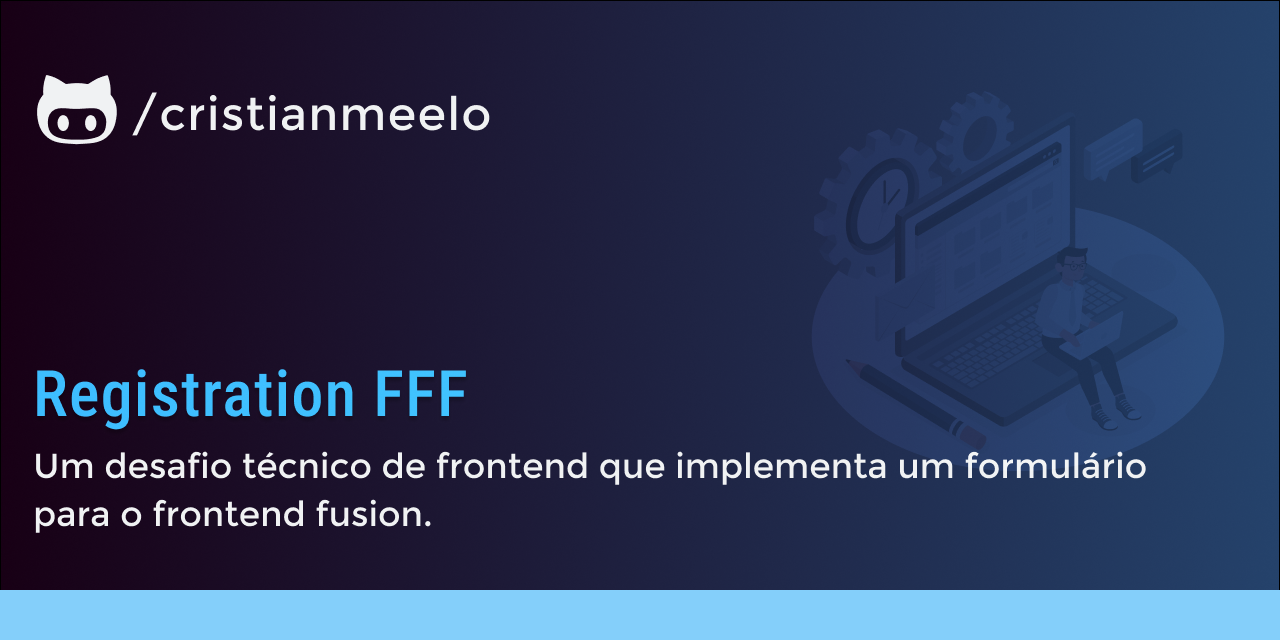 /cristianmeelo
Registration FFF
Um desafio técnico de frontend que implementa um formulário
para o frontend fusion.